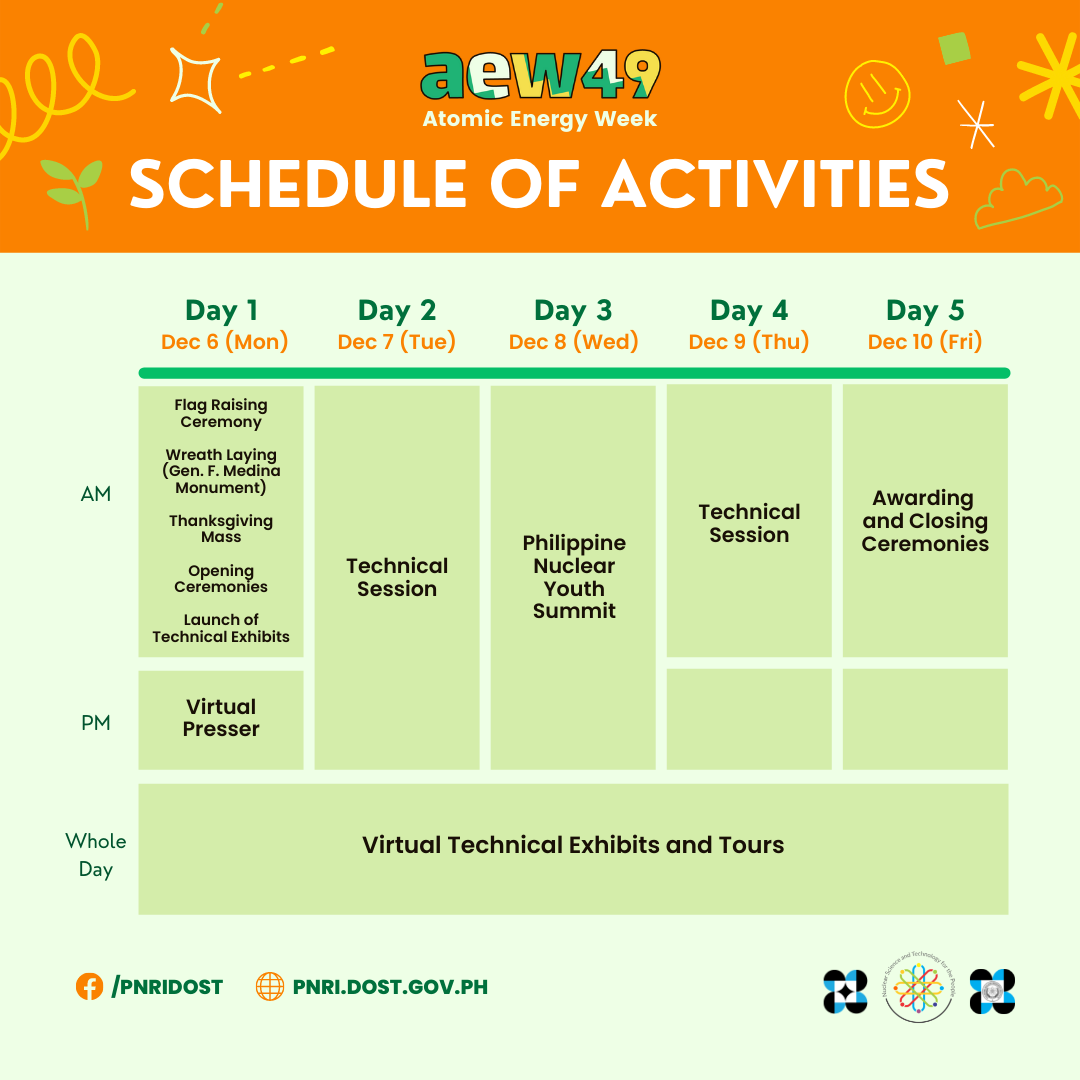 aew49
Atomic Energy Week
SCHEDULE OF ACTIVITIES
Day 1
Dec 6 (Mon)
Day 2
Dec 7 (Tue)
Day 3
Dec 8 (Wed)
Day 4
Dec 9 (Thu)
Day 5
Dec 10 (Fri)
AM
Flag Raising
Ceremony
Wreath Laying
(Gen. F. Medina
Monument)
Thanksgiving
Mass
Opening
Ceremonies
Launch of
Technical Exhibits
Technical
Session
Philippine
Nuclear
Youth
Summit
Technical
Session
Awarding
and Closing
Ceremonies
PM
Virtual
Presser
Whole
Day
Virtual Technical Exhibits and Tours
/PNRIDOST
PNRI.DOST.GOV.PH
Nuclear Science and Technology for the People